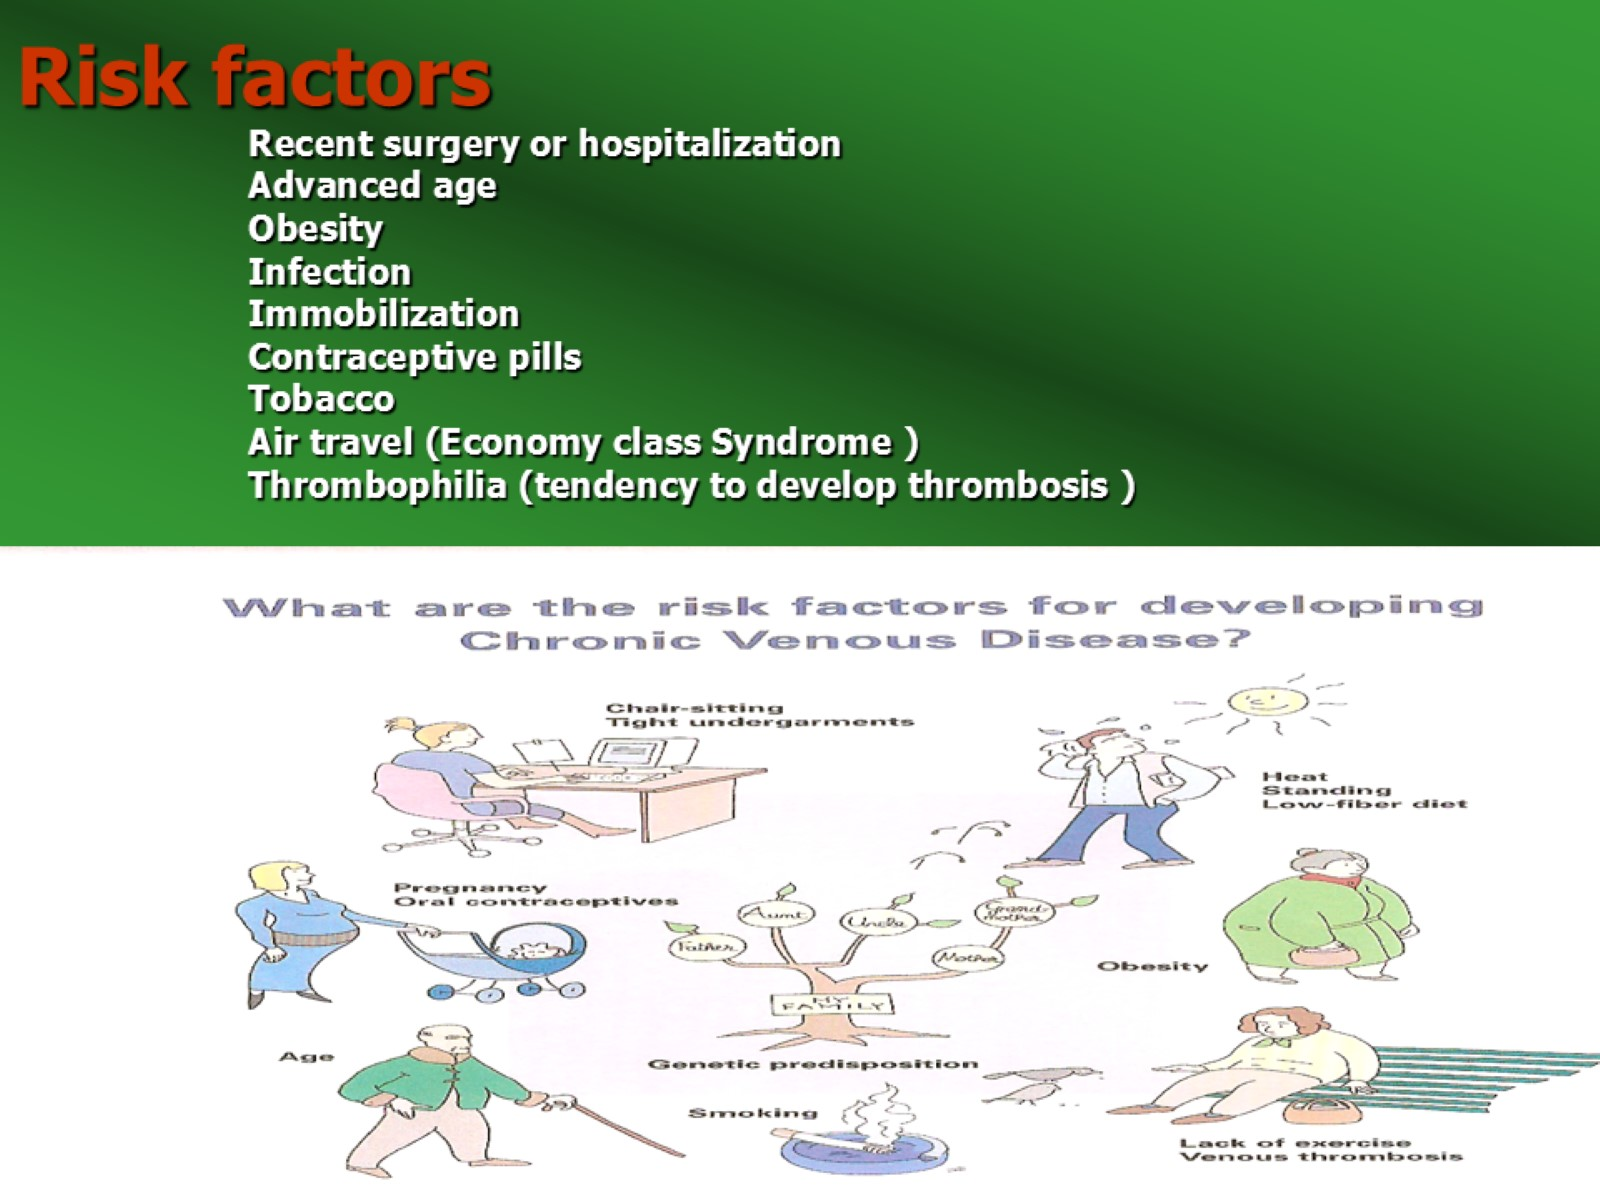 Risk factors
Recent surgery or hospitalization
Advanced age
Obesity
Infection
Immobilization
Contraceptive pills
Tobacco
Air travel (Economy class Syndrome )
Thrombophilia (tendency to develop thrombosis )
What are the risk factors for developing
Chronic Venous Disease?
Chair-sitting
Tight undergarments
Heat
Standing
Low-fiber diet
Pregnancy
Oral contraceptives
Aunt
Uncle
Grand-
mother
Father
Mother
MY
FAMILY
Obesity
Age
Genetic predisposition
Smoking
Lack of exercise
Venous thrombosis